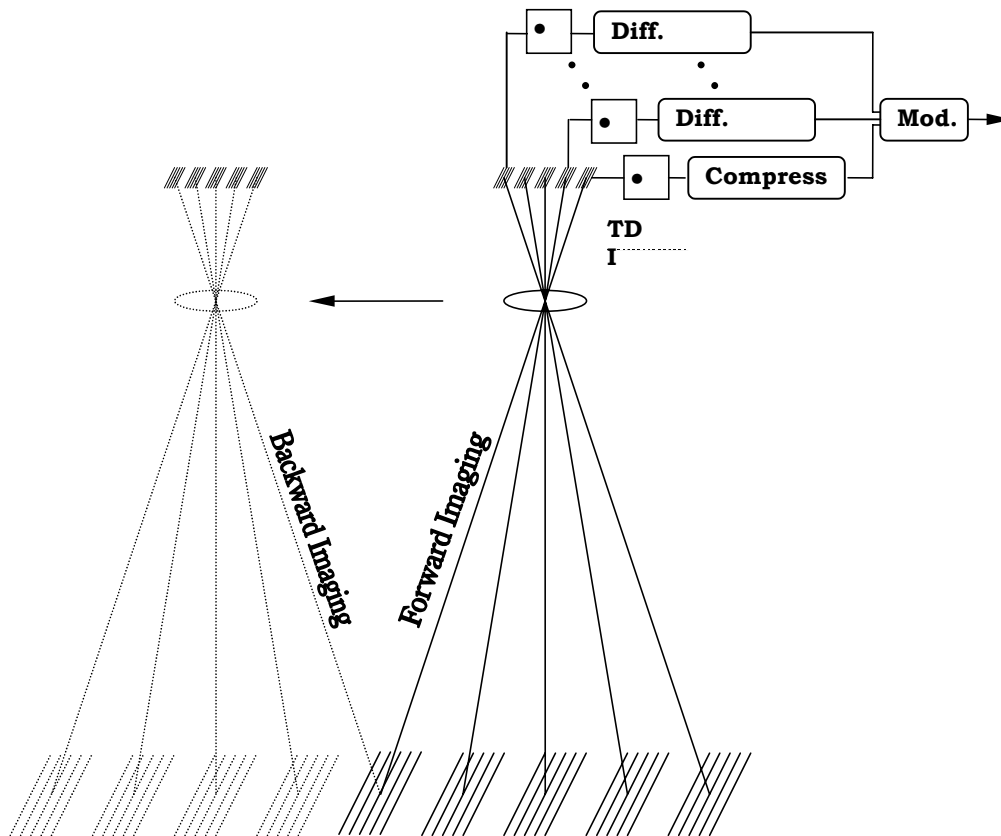 Diff.
Diff.
Mod.
Compress
TD
I
Backward Imaging
Forward Imaging